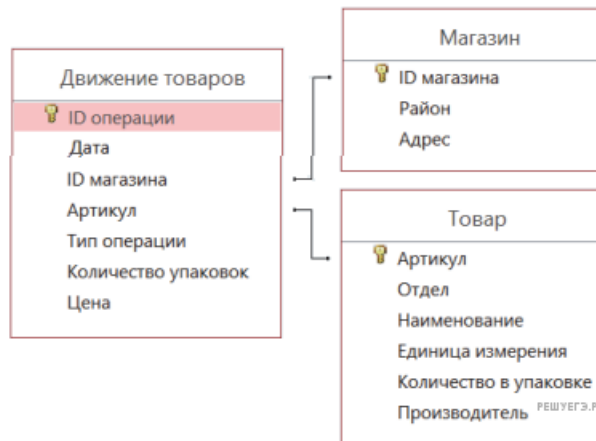 Движение товаров
ID операции
Дата
ID магазина
Артикул
Тип операции
Количество упаковок
Цена
Магазин
ID магазина
Район
Адрес
Товар
Артикул
Отдел
Наименование
Единица измерения
Количество в упаковке
Производитель